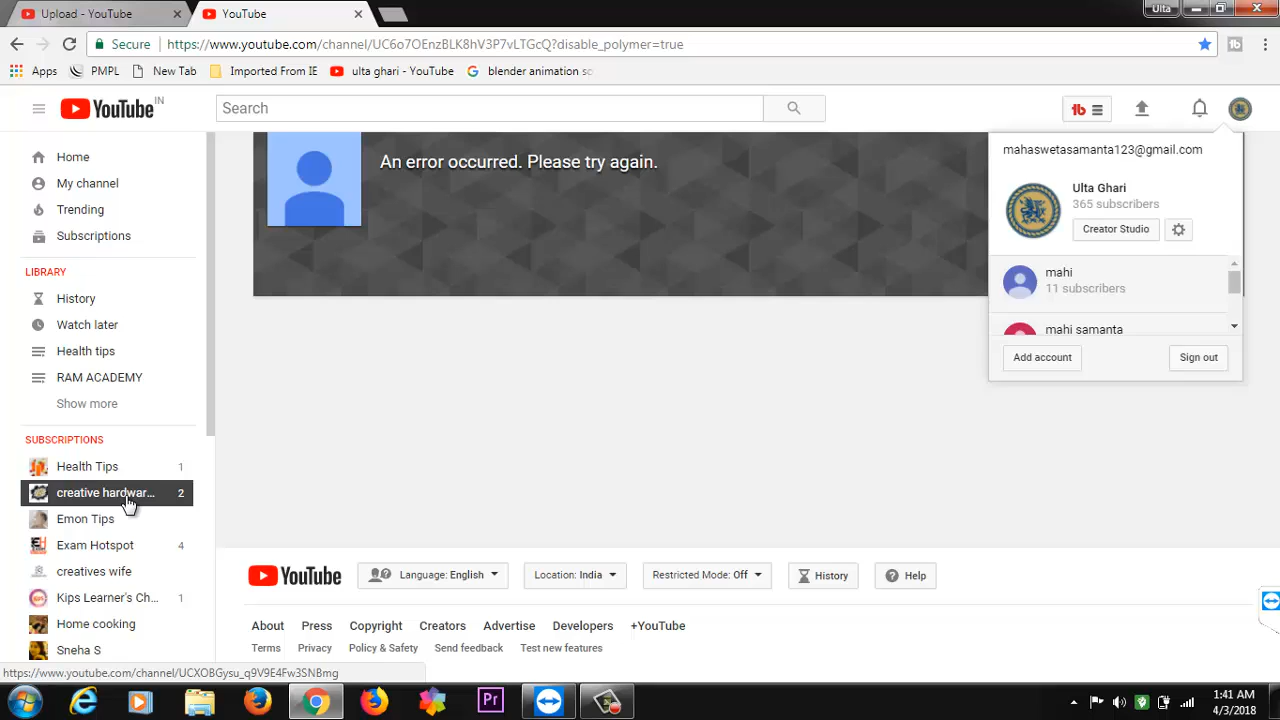 Upload - YouTube
YouTube
Ulta
Secure
https://www.youtube.com/channel/UC6o7OEnzBLK8hV3P7vLTGcQ?disable_polymer=true
Apps
PMPL
New Tab
Imported From IE
ulta ghari - YouTube
blender animation sc
YouTube IN
Search
Home
My channel
Trending
Subscriptions
LIBRARY
History
Watch later
Health tips
RAM ACADEMY
Show more
SUBSCRIPTIONS
Health Tips 1
creative hardwar... 2
Emon Tips
Exam Hotspot 4
creatives wife
Kips Learner's Ch... 1
Home cooking
Sneha S
An error occurred. Please try again.
mahaswetasamanta123@gmail.com
Ulta Ghari
365 subscribers
Creator Studio
mahi
11 subscribers
mahi samanta
Add account
Sign out
YouTube
Language: English
Location: India
Restricted Mode: Off
History
Help
About Press Copyright Creators Advertise Developers +YouTube
Terms Privacy Policy & Safety Send feedback Test new features
https://www.youtube.com/channel/UCXOBGysu_q9V9E4Fw3SNBmg
Pr
1:41 AM
4/3/2018